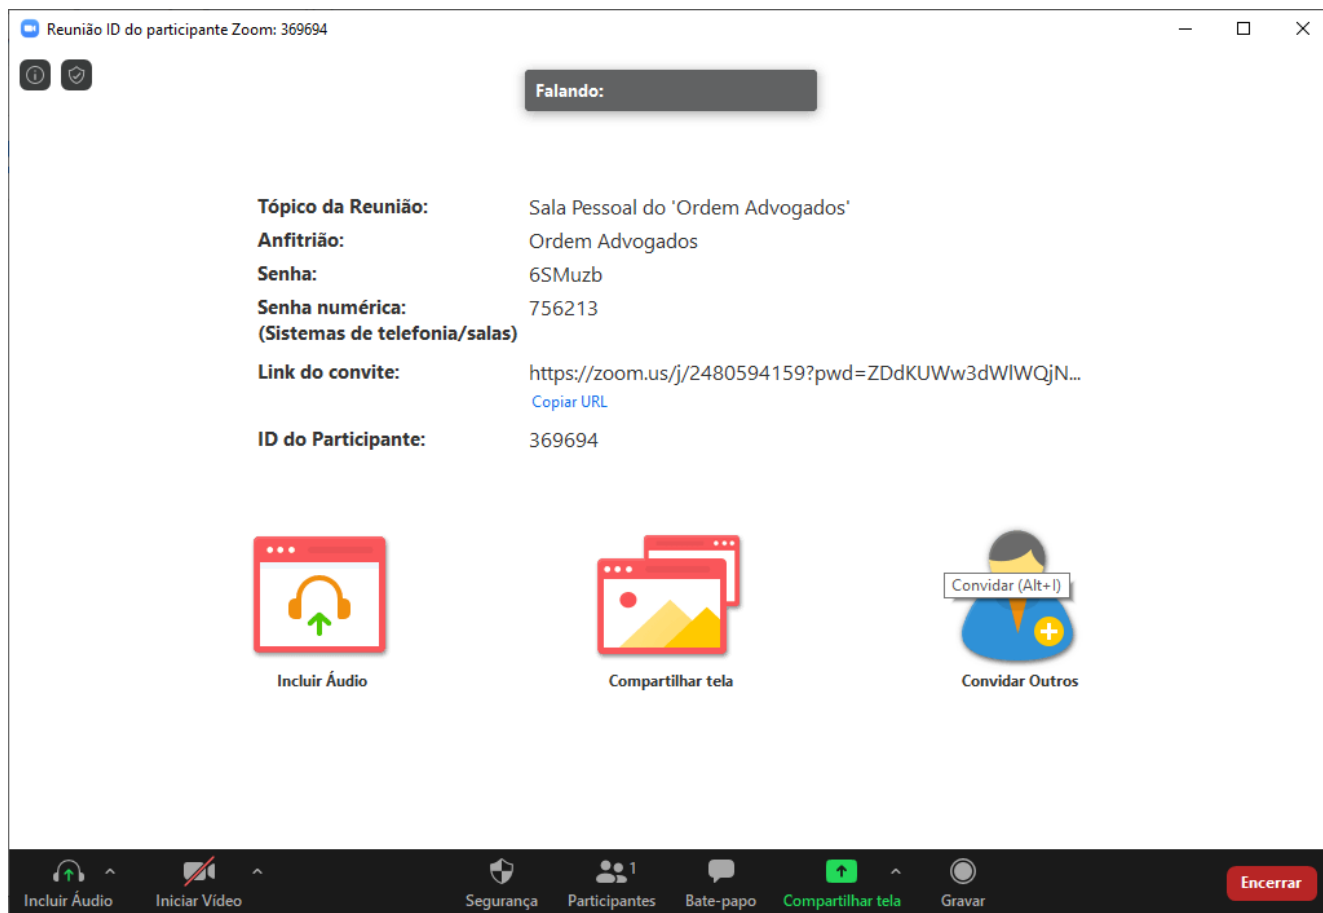 Reunião ID do participante Zoom: 369694
Falando:
Tópico da Reunião: Sala Pessoal do 'Ordem Advogados'
Anfitrião: Ordem Advogados
Senha: 6SMuzb
Senha numérica: 756213
(Sistemas de telefonia/salas)
Link do convite: https://zoom.us/j/2480594159?pwd=ZDdKUWw3dWlWQjN...
Copiar URL
ID do Participante: 369694
Convidar (Alt+I)
Incluir Áudio Compartilhar tela Convidar Outros
1
Incluir Áudio Iniciar Vídeo Segurança Participantes Bate-papo Compartilhar tela Gravar Encerrar